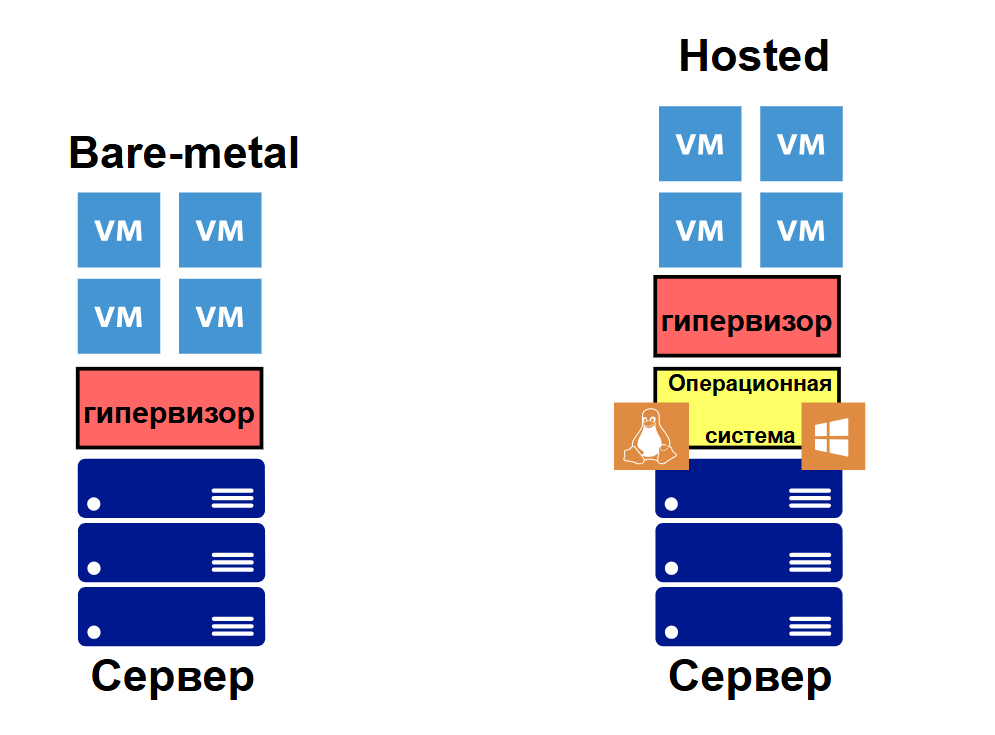 Bare-metal
VM VM
VM VM
гипервизор
Сервер
Hosted
VM VM
VM VM
гипервизор
Операционная
система
Сервер